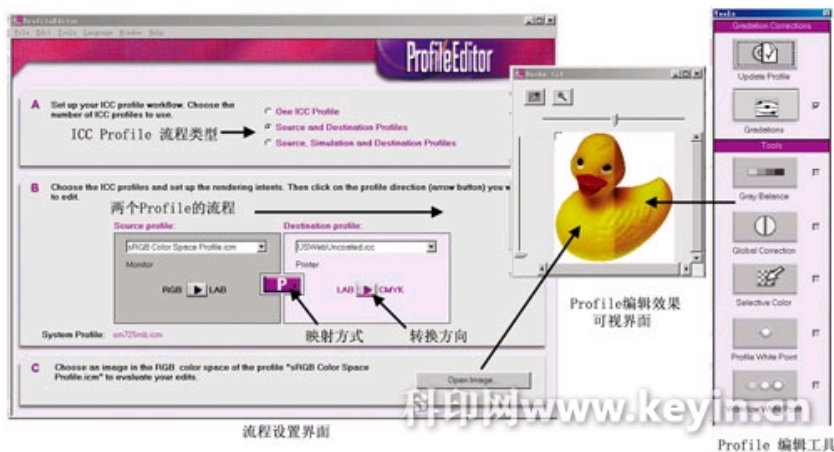 ProfileEditor
File Edit Tools Language Window Help
ProfileEditor
A Set up your ICC profile workflow. Choose the
number of ICC profiles to use.
ICC Profile 流程类型
One ICC Profile
Source and Destination Profiles
Source, Simulation and Destination Profiles
B Choose the ICC profiles and set up the rendering intents. Then click on the profile direction (arrow button) you w
to edit.
两个Profile的流程
Source profile:
Destination profile:
sRGB Color Space Profile.icm
USWebUncoated.icc
Monitor
Printer
RGB LAB
P
LAB CMYK
System Profile: sm725mb.icm
映射方式
转换方向
C Choose an image in the RGB color space of the profile "sRGB Color Space
Profile.icm" to evaluate your edits.
Open Image...
流程设置界面
Profile编辑效果
可视界面
Tools
Gradation Corrections
Update Profile
Gradations
Tools
Gray Balance
Global Correction
Selective Color
Profile White Point
Workflow White Point
Profile 编辑工具
科印网www.keyin.cn